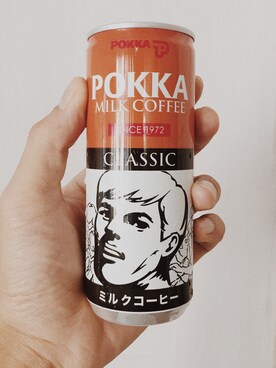 POKKA
POKKA
MILK COFFEE
SINCE 1972
CLASSIC
ミルクコーヒー